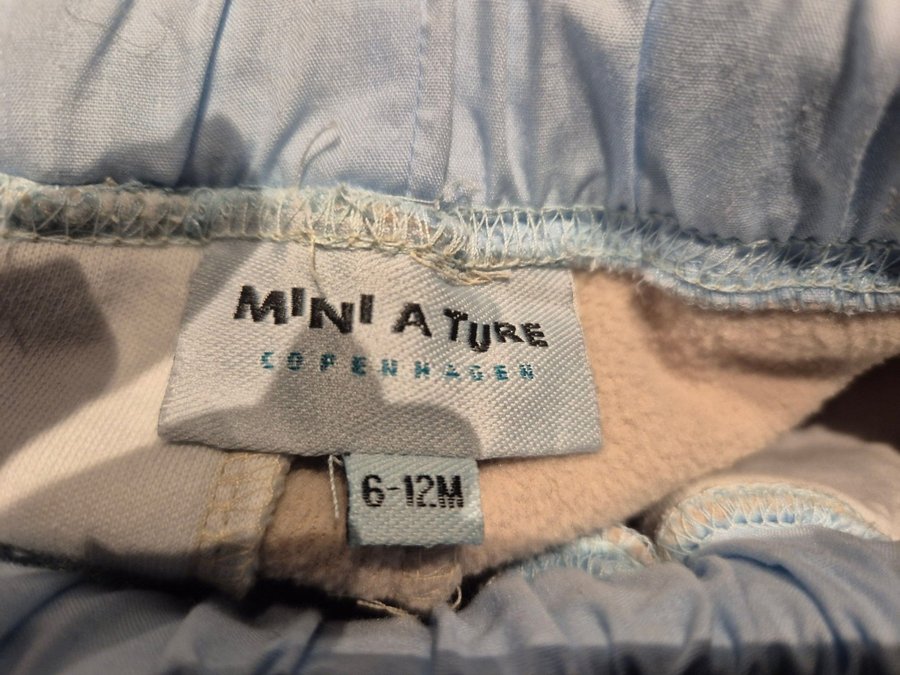 MINI A TURE
COPENHAGEN
6-12M